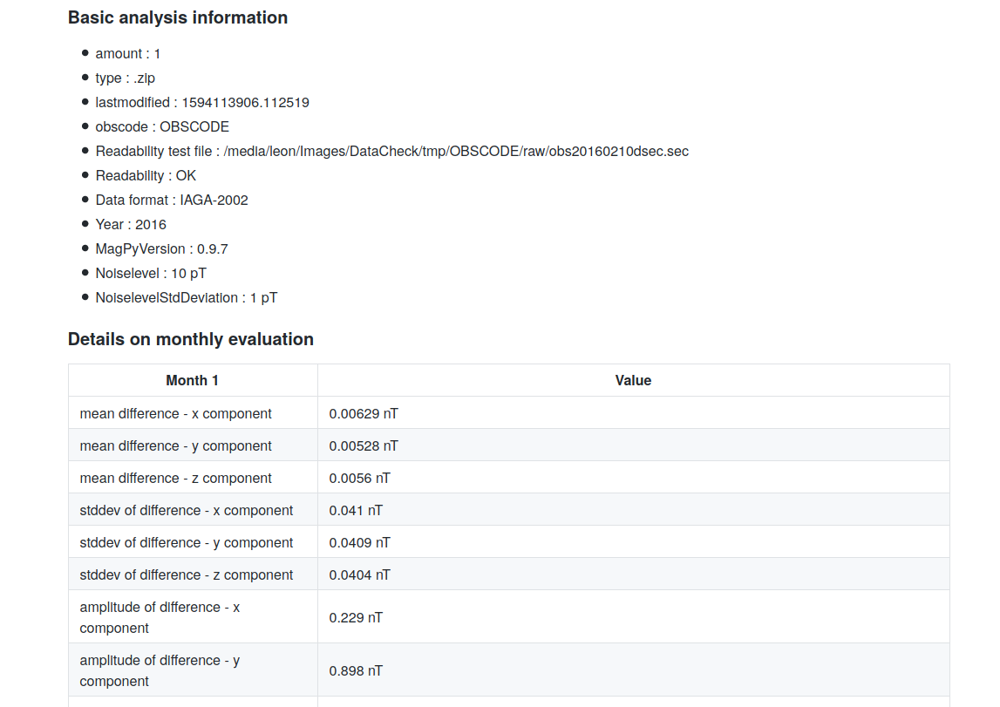 Basic analysis information
amount : 1
type : .zip
lastmodified : 1594113906.112519
obscode : OBSCODE
Readability test file : /media/leon/Images/DataCheck/tmp/OBSCODE/raw/obs20160210dsec.sec
Readability : OK
Data format : IAGA-2002
Year : 2016
MagPyVersion : 0.9.7
Noiselevel : 10 pT
NoiselevelStdDeviation : 1 pT
Details on monthly evaluation
Month 1 Value
mean difference - x component 0.00629 nT
mean difference - y component 0.00528 nT
mean difference - z component 0.0056 nT
stddev of difference - x component 0.041 nT
stddev of difference - y component 0.0409 nT
stddev of difference - z component 0.0404 nT
amplitude of difference - x
component
0.229 nT
amplitude of difference - y
component
0.898 nT